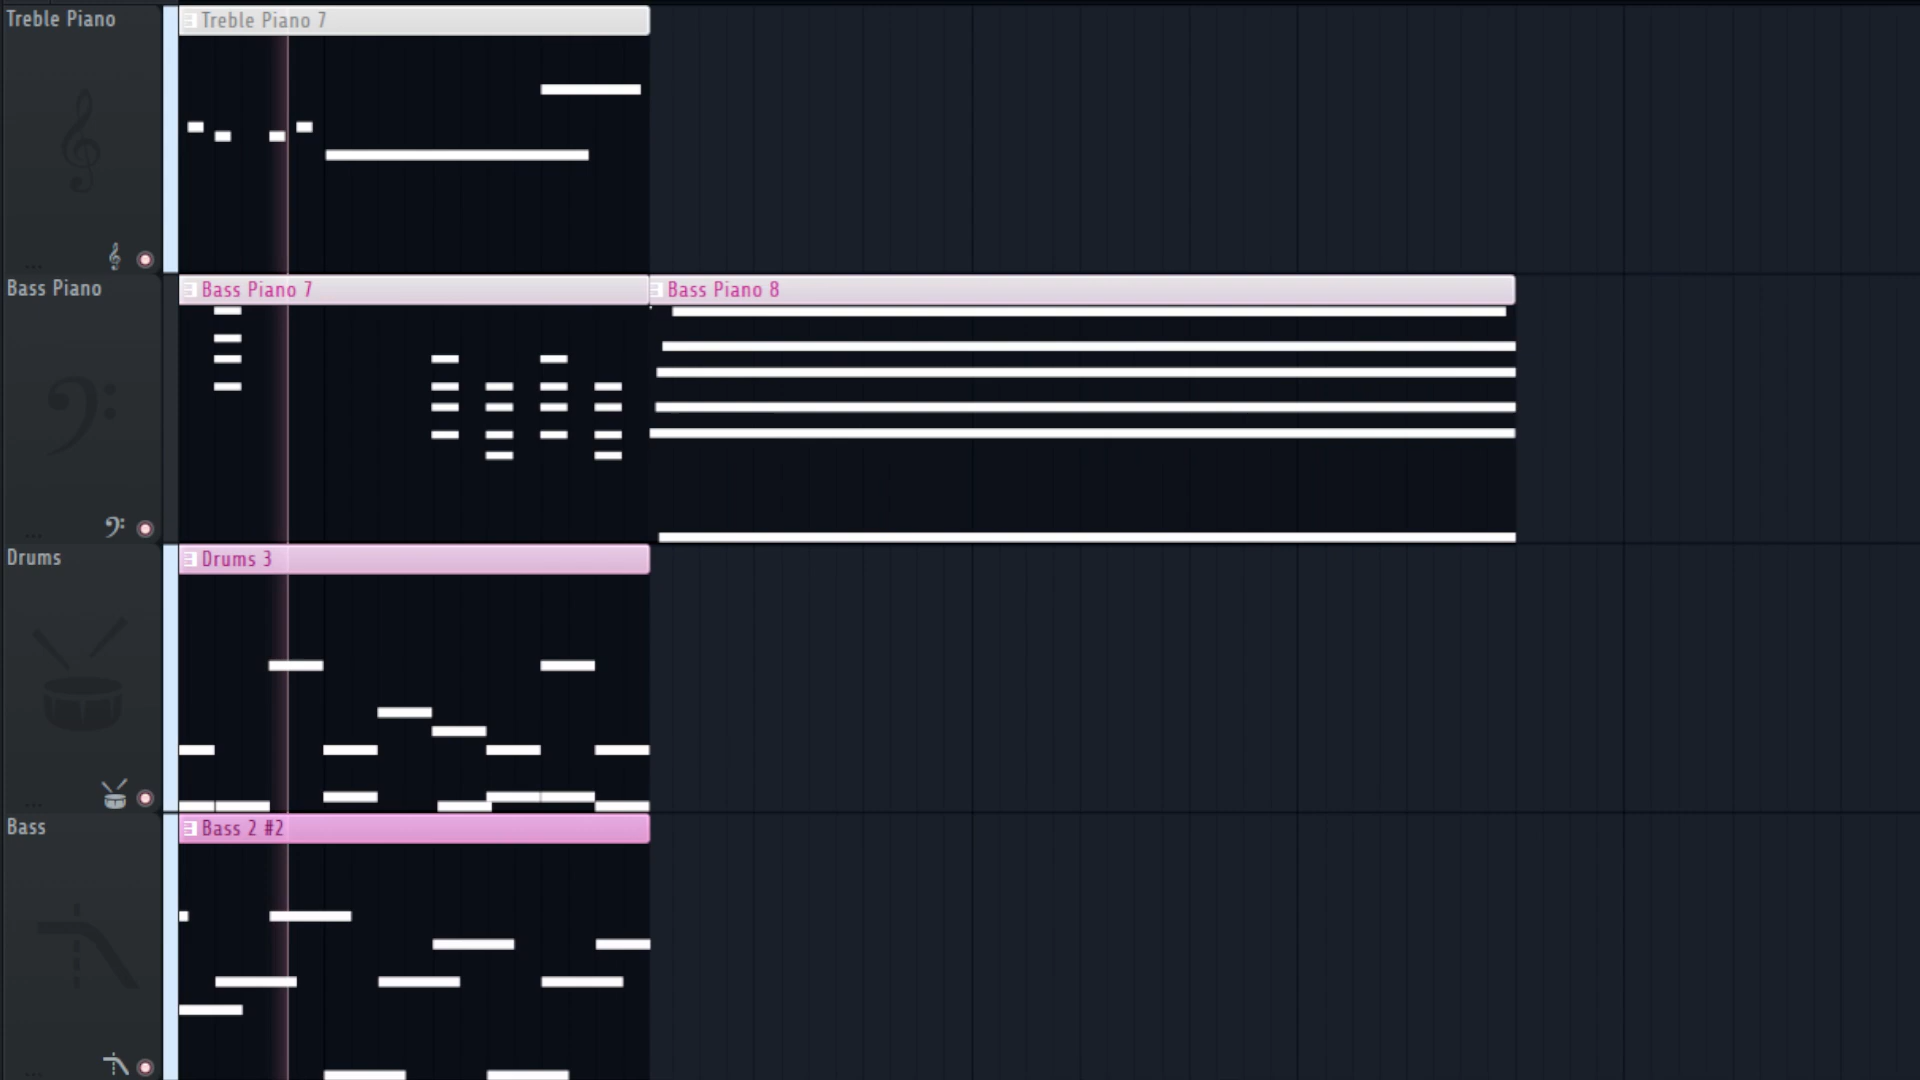 Treble Piano
Treble Piano 7
Bass Piano
Bass Piano 7
Bass Piano 8
Drums
Drums 3
Bass
Bass 2 #2